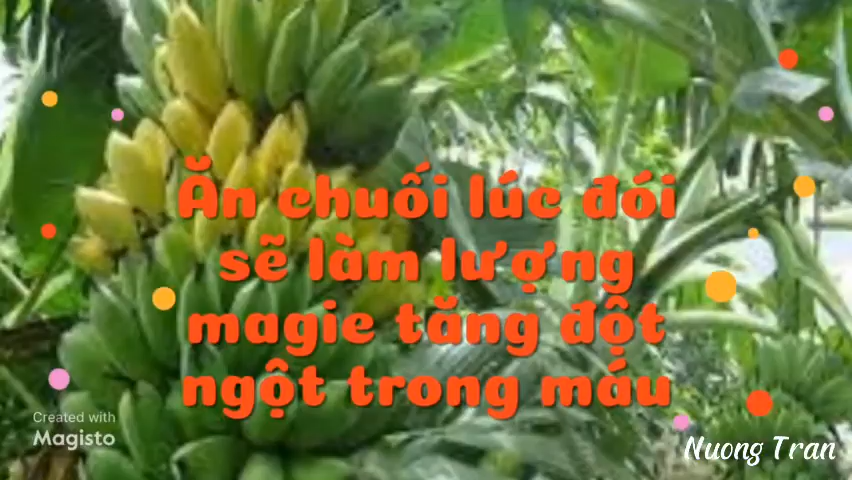 Ăn chuối lúc đói
sẽ làm lượng
magie tăng đột
ngột trong máu
Created with
Magisto
Nuong Tran